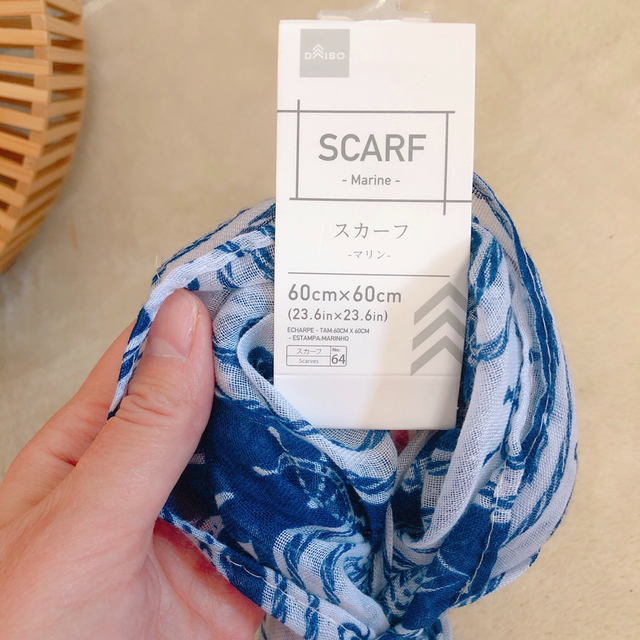 DAISO
SCARF
- Marine -
スカーフ
-マリン-
60cm×60cm
(23.6in×23.6in)
ECHARPE - TAM:60CM X 60CM
- ESTAMPA:MARINHO
スカーフ No.
Scarves 64